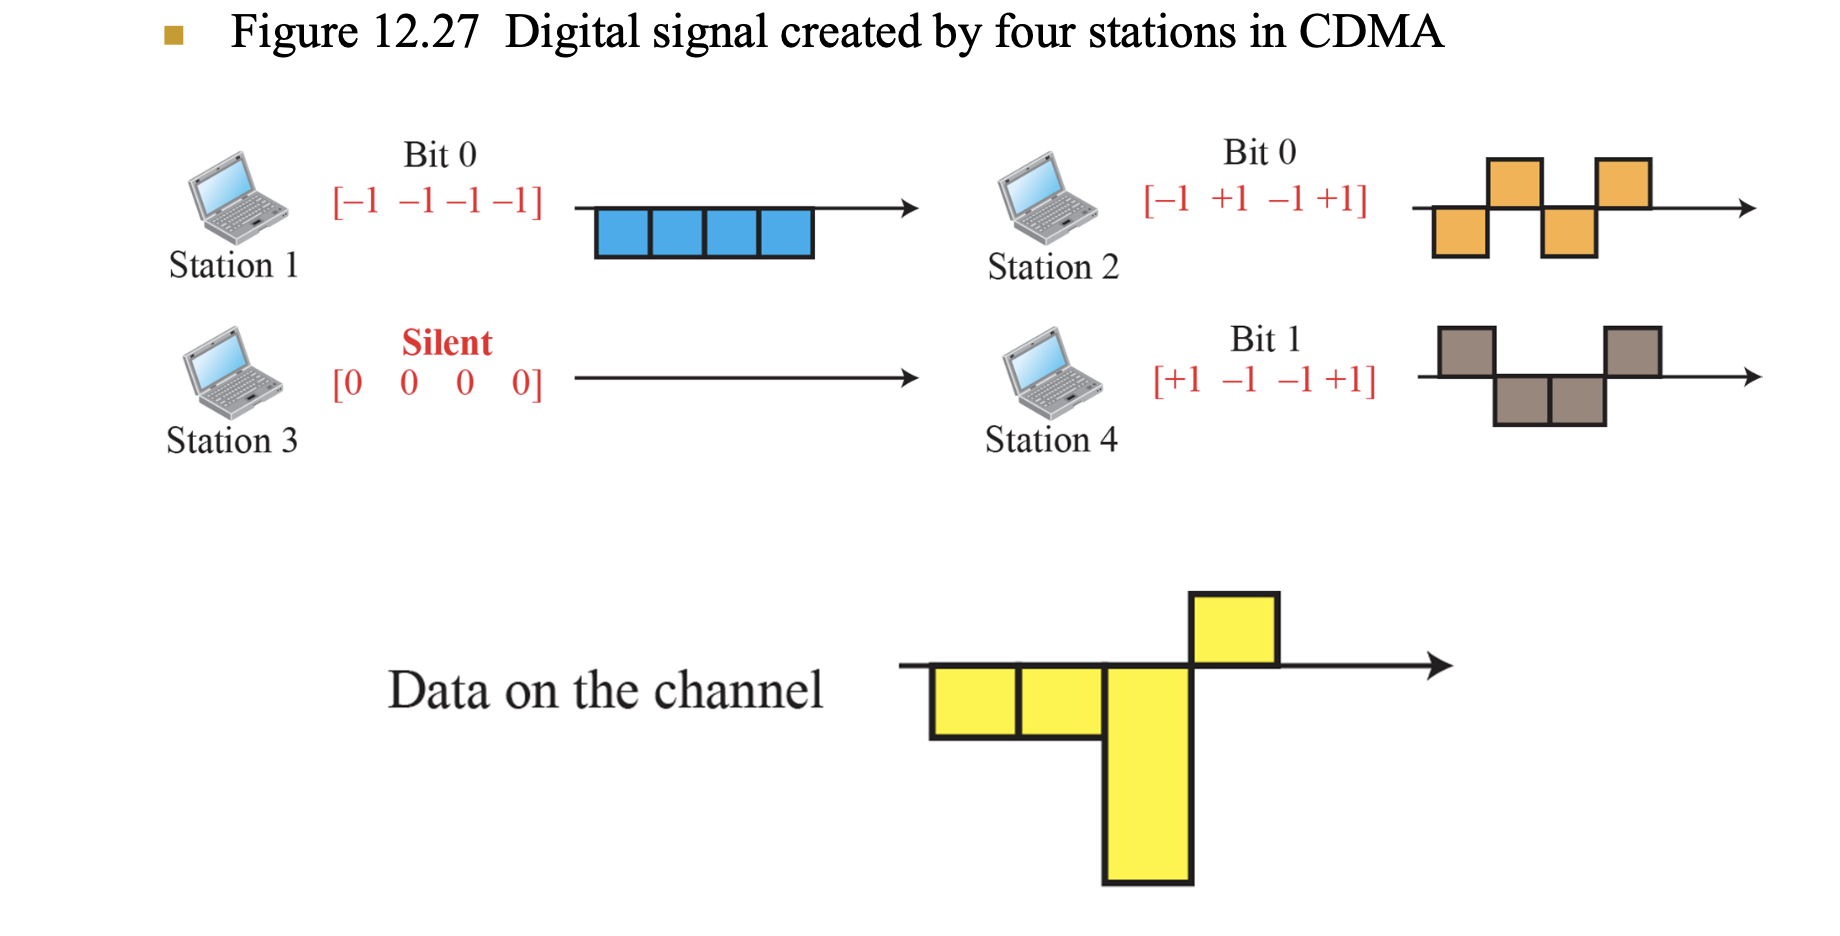 Figure 12.27 Digital signal created by four stations in CDMA
Bit 0
[–1 –1 –1 –1]
Station 1
Bit 0
[–1 +1 –1 +1]
Station 2
Silent
[0 0 0 0]
Station 3
Bit 1
[+1 –1 –1 +1]
Station 4
Data on the channel